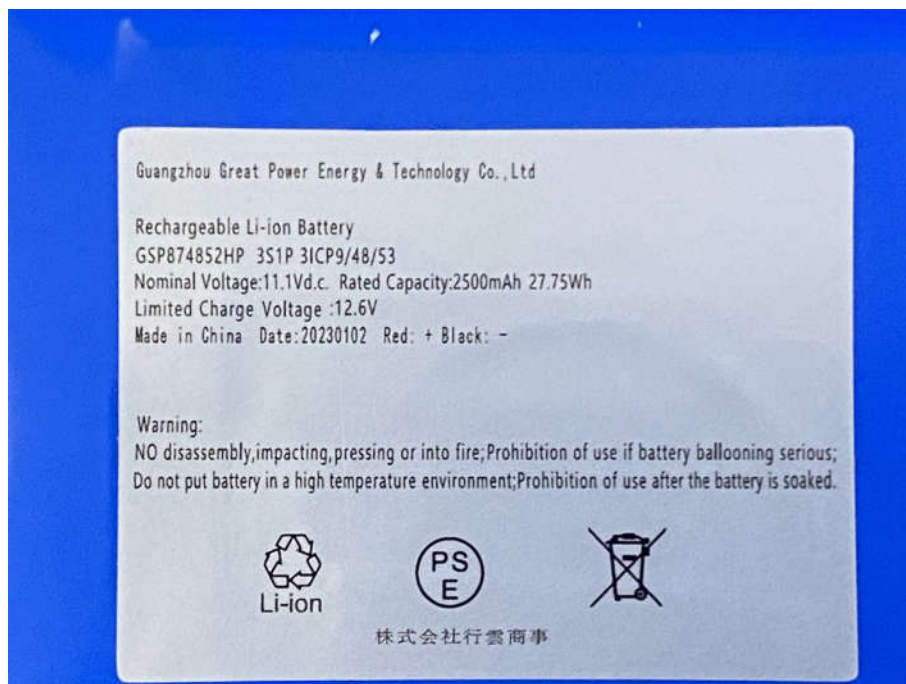 Guangzhou Great Power Energy & Technology Co.,Ltd
Rechargeable Li-ion Battery
GSP874852HP 3S1P 3ICP9/48/53
Nominal Voltage:11.1Vd.c. Rated Capacity:2500mAh 27.75Wh
Limited Charge Voltage :12.6V
Made in China Date:20230102 Red: + Black: -
Warning:
NO disassembly,impacting,pressing or into fire;Prohibition of use if battery ballooning serious;
Do not put battery in a high temperature environment;Prohibition of use after the battery is soaked.
PS
E
Li-ion
株式会社行雲商事